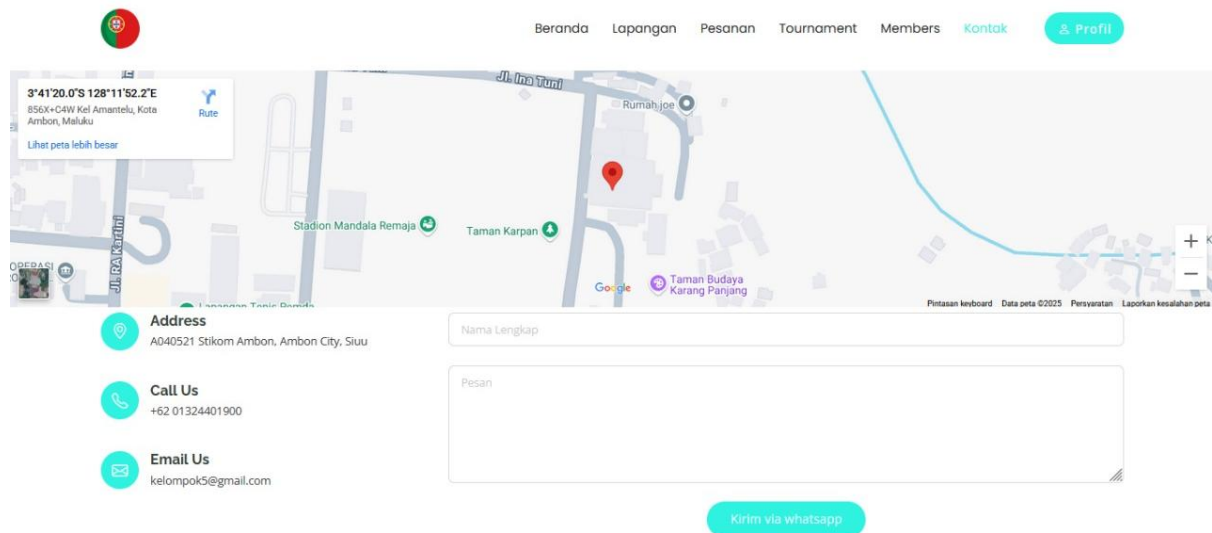 Beranda Lapangan Pesanan Tournament Members Kontak Profil
3°41'20.0"S 128°11'52.2"E
856X+C4W Kel Amantelu, Kota
Ambon, Maluku
Rute
Lihat peta lebih besar
Jl. Ina Tuni
Rumah joe
Jl. RA Kartini
Stadion Mandala Remaja
Taman Karpan
Taman Budaya
Karang Panjang
Google
Lapangan Tenis Pemda
Pintasan keyboard Data peta ©2025 Persyaratan Laporkan kesalahan peta
Address
A040521 Stikom Ambon, Ambon City, Siuu
Call Us
+62 01324401900
Email Us
kelompok5@gmail.com
Nama Lengkap
Pesan
Kirim via whatsapp